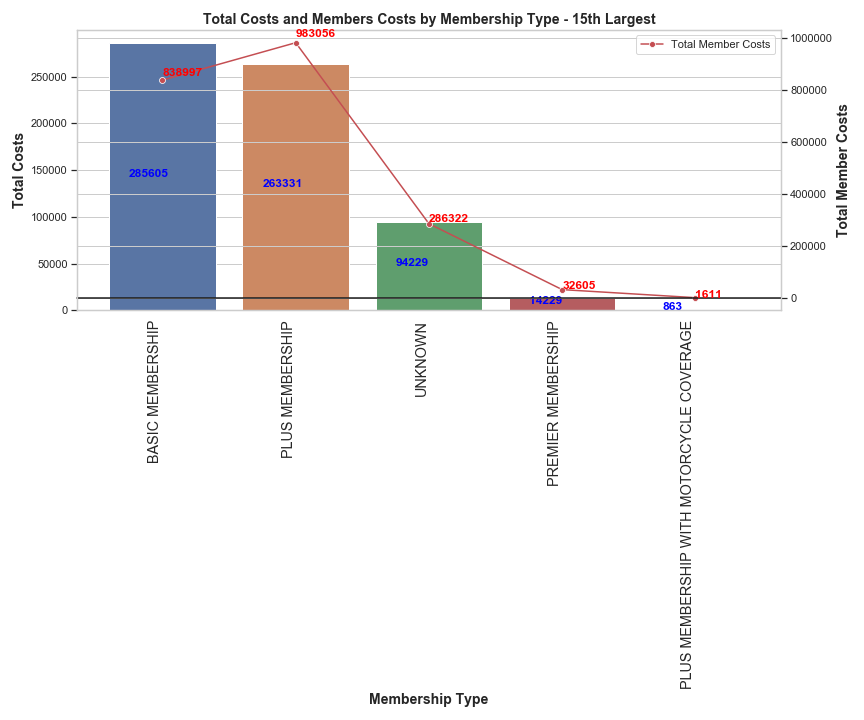 Total Costs and Members Costs by Membership Type - 15th Largest
Total Member Costs
Total Costs
250000
200000
150000
100000
50000
0
1000000
800000
600000
400000
200000
0
Total Member Costs
838997
983056
286322
32605
1611
285605
263331
94229
14229
863
BASIC MEMBERSHIP
PLUS MEMBERSHIP
UNKNOWN
PREMIER MEMBERSHIP
PLUS MEMBERSHIP WITH MOTORCYCLE COVERAGE
Membership Type